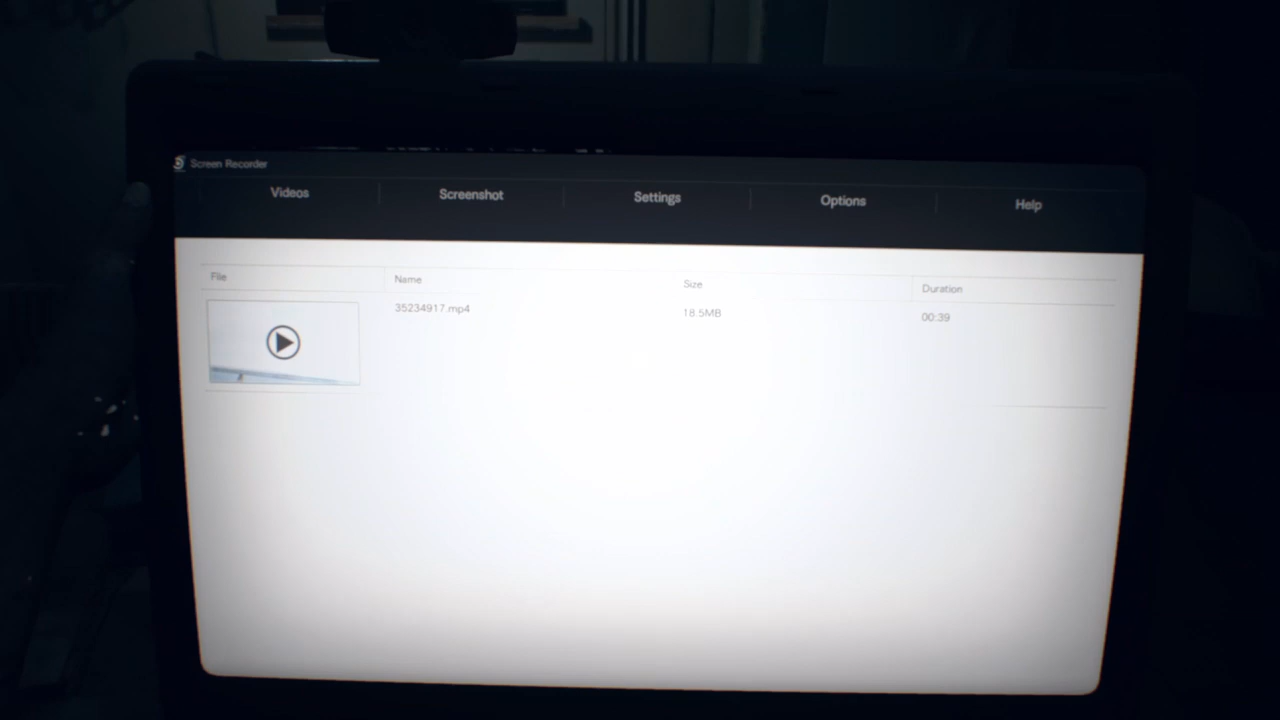 Screen Recorder
Videos Screenshot Settings Options Help
File Name Size Duration
35234917.mp4 18.5MB 00:39